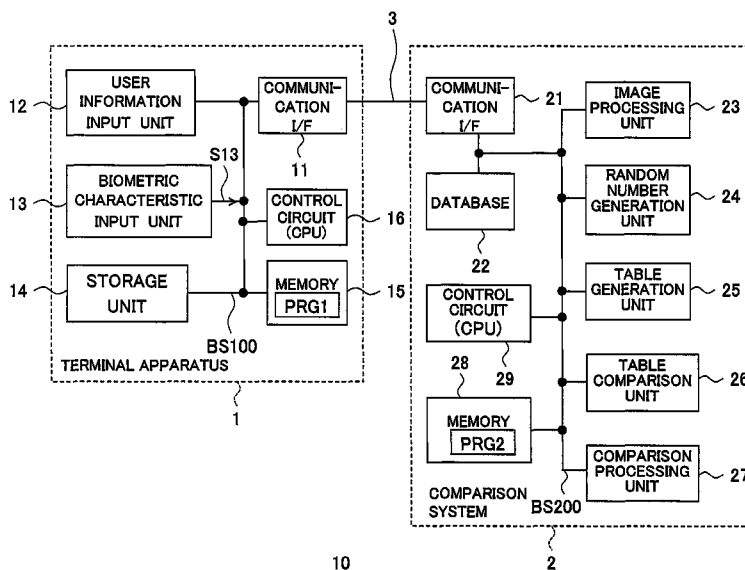 3
12
USER
INFORMATION
INPUT UNIT
COMMUNI-
CATION
I/F
11
S13
13
BIOMETRIC
CHARACTERISTIC
INPUT UNIT
CONTROL
CIRCUIT
(CPU)
16
14
STORAGE
UNIT
MEMORY
PRG1
15
BS100
TERMINAL APPARATUS
1
COMMUNI-
CATION
I/F
21
IMAGE
PROCESSING
UNIT
23
DATABASE
22
RANDOM
NUMBER
GENERATION
UNIT
24
CONTROL
CIRCUIT
(CPU)
29
TABLE
GENERATION
UNIT
25
28
MEMORY
PRG2
TABLE
COMPARISON
UNIT
26
COMPARISON
PROCESSING
UNIT
27
COMPARISON
SYSTEM
BS200
2
10